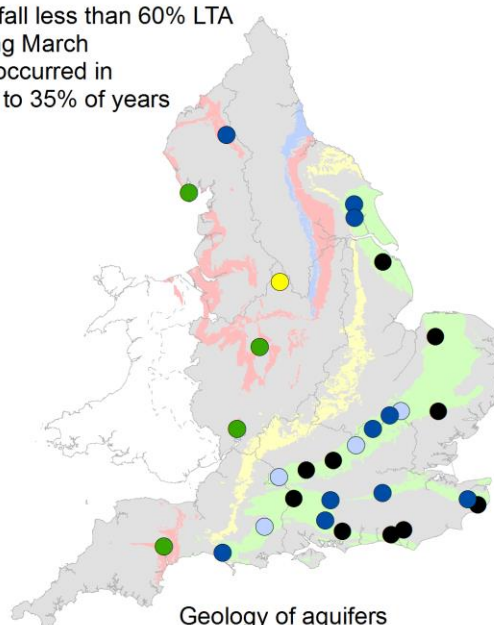 fall less than 60% LTA
g March
occurred in
to 35% of years
Geology of aquifers